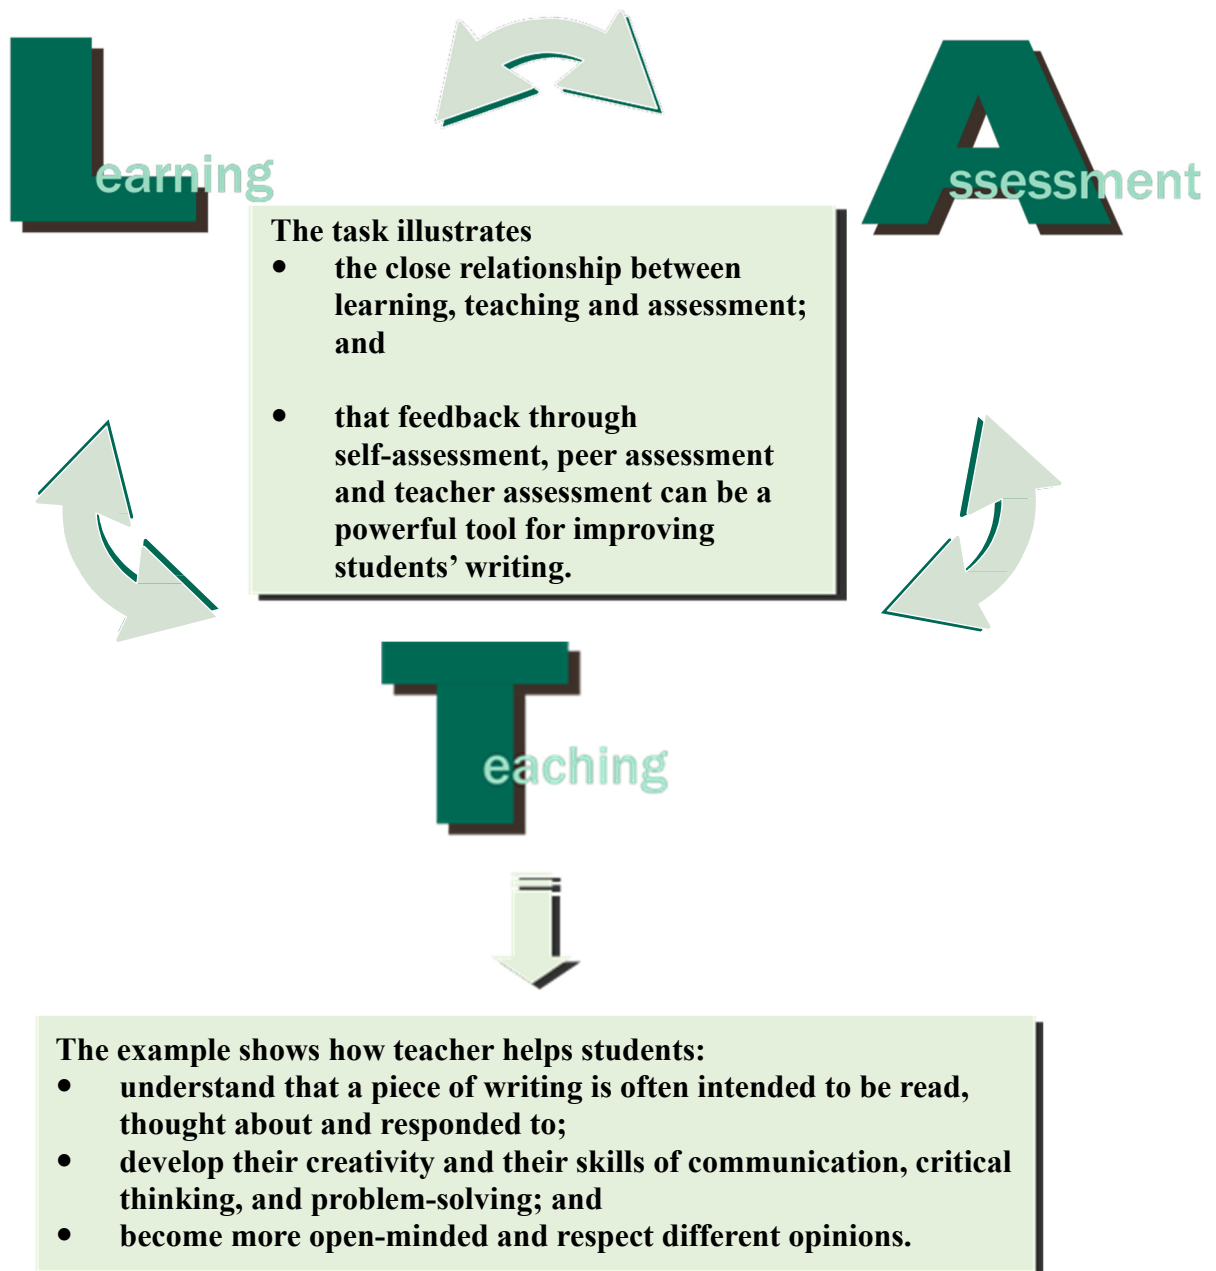 Learning
Assessment
The task illustrates
• the close relationship between
learning, teaching and assessment;
and
• that feedback through
self-assessment, peer assessment
and teacher assessment can be a
powerful tool for improving
students’ writing.
Teaching
The example shows how teacher helps students:
• understand that a piece of writing is often intended to be read,
thought about and responded to;
• develop their creativity and their skills of communication, critical
thinking, and problem-solving; and
• become more open-minded and respect different opinions.